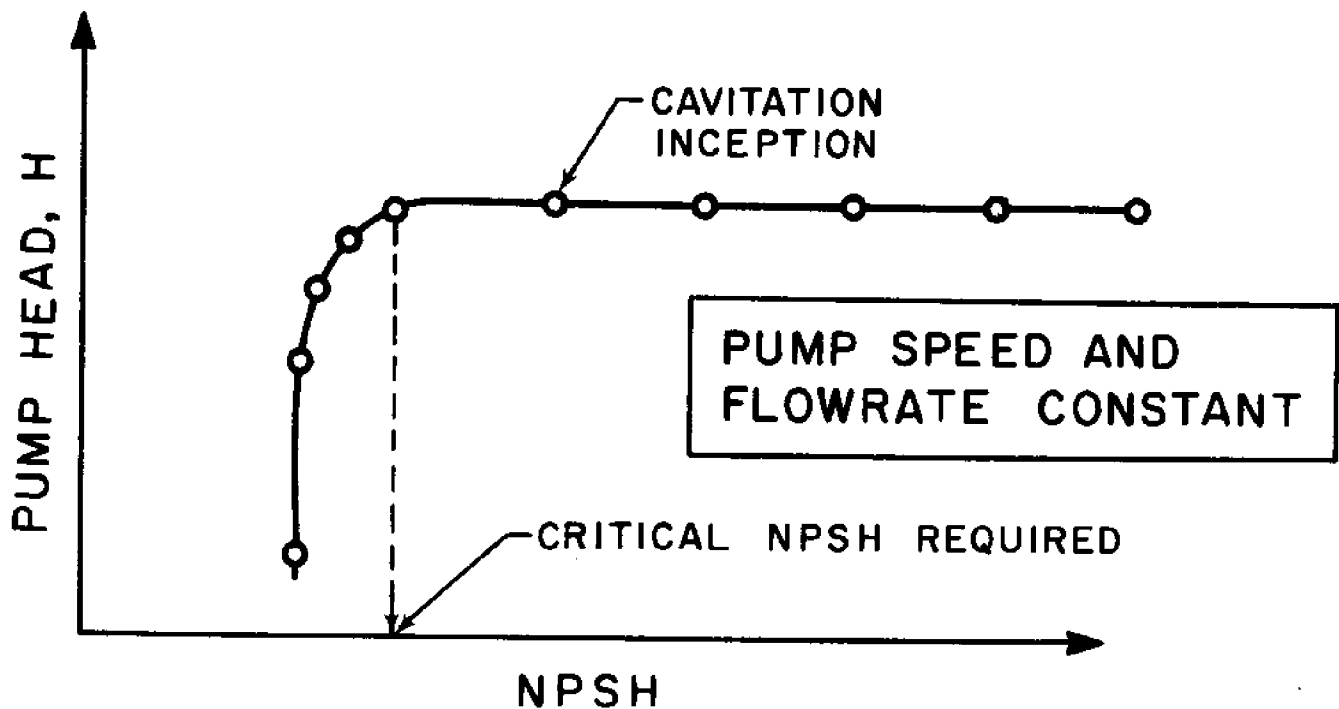 CAVITATION
INCEPTION
PUMP HEAD, H
PUMP SPEED AND
FLOWRATE CONSTANT
CRITICAL NPSH REQUIRED
NPSH